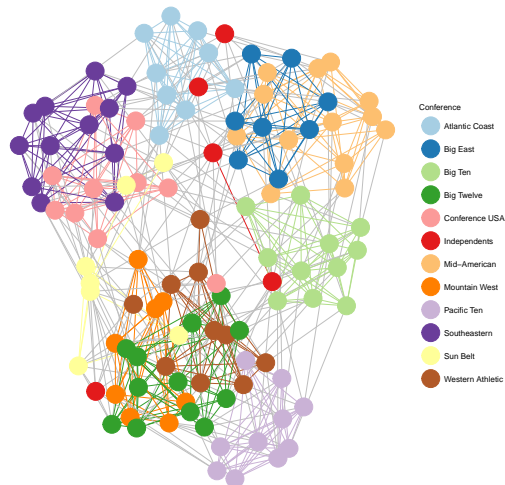 Conference
Atlantic Coast
Big East
Big Ten
Big Twelve
Conference USA
Independents
Mid−American
Mountain West
Pacific Ten
Southeastern
Sun Belt
Western Athletic